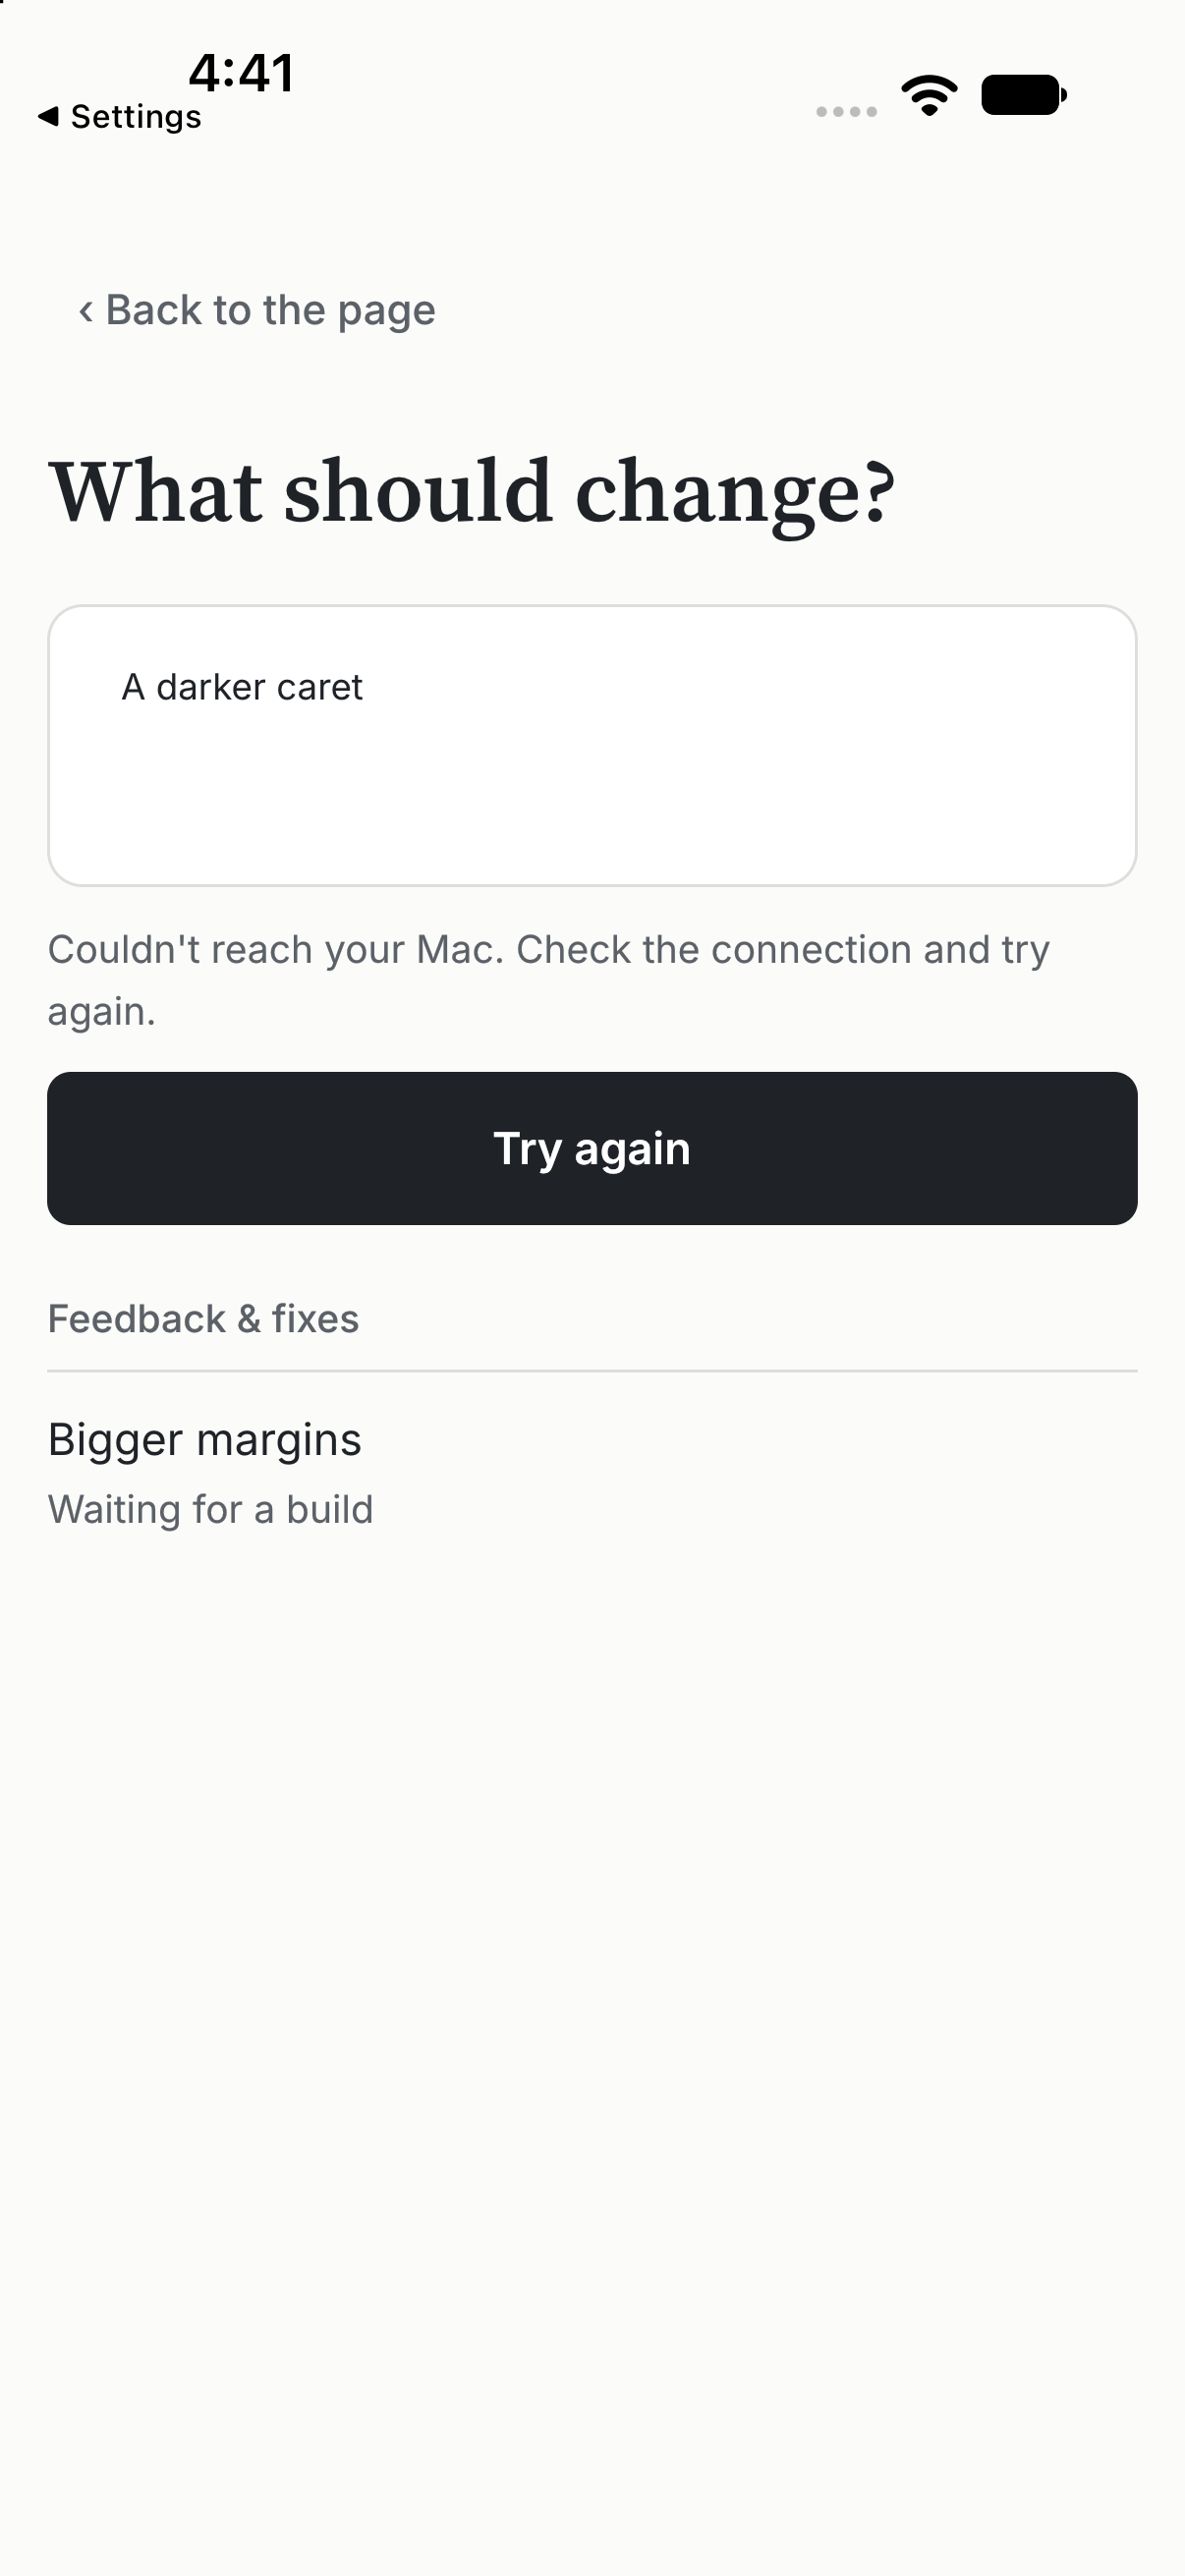 4:41
◀ Settings
‹ Back to the page
What should change?
A darker caret
Couldn't reach your Mac. Check the connection and try
again.
Try again
Feedback & fixes
Bigger margins
Waiting for a build